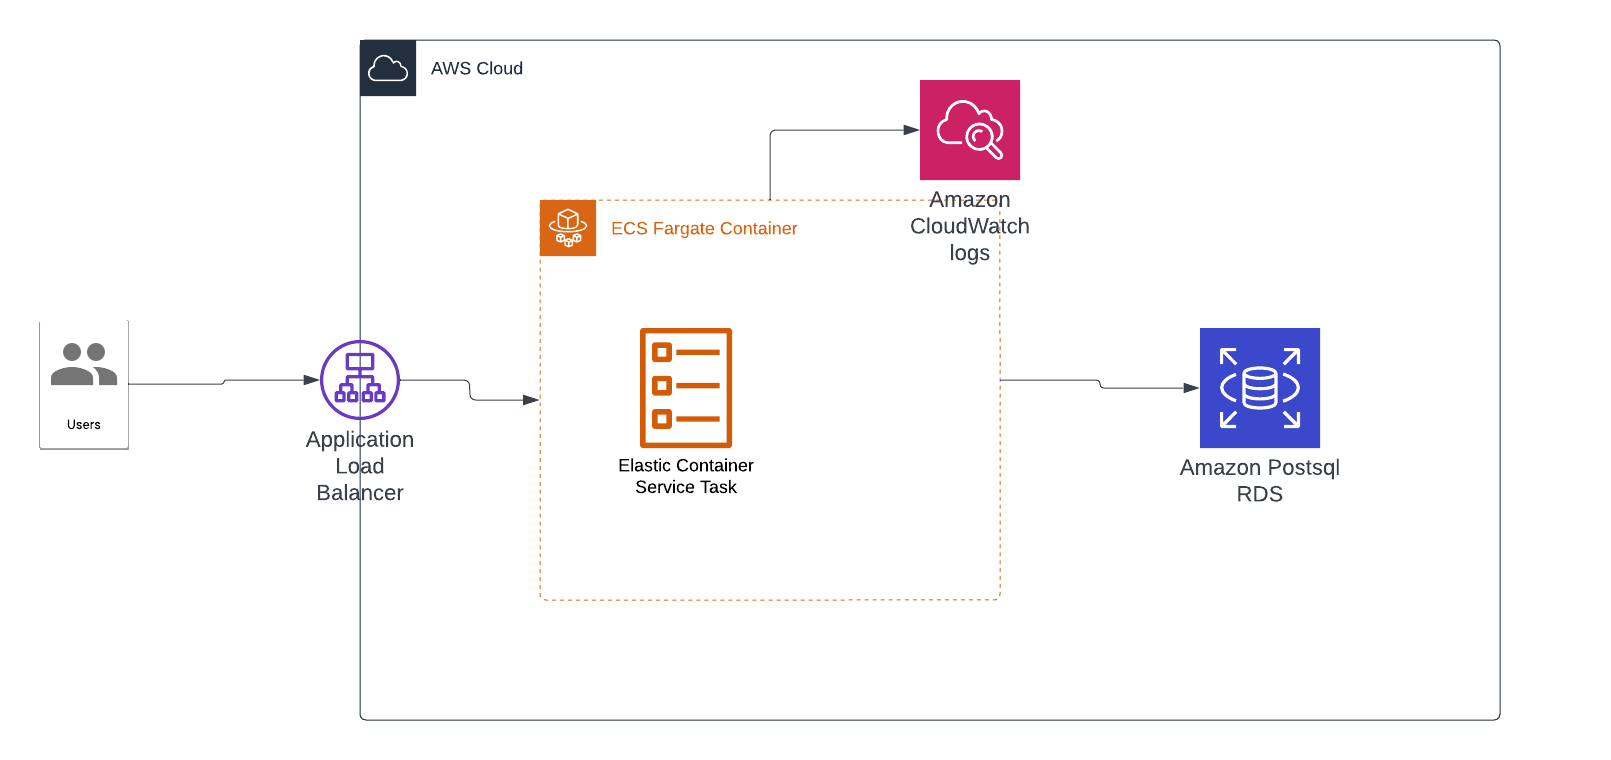 AWS Cloud
Amazon
CloudWatch
logs
ECS Fargate Container
Users
Application
Load
Balancer
Elastic Container
Service Task
Amazon Postsql
RDS